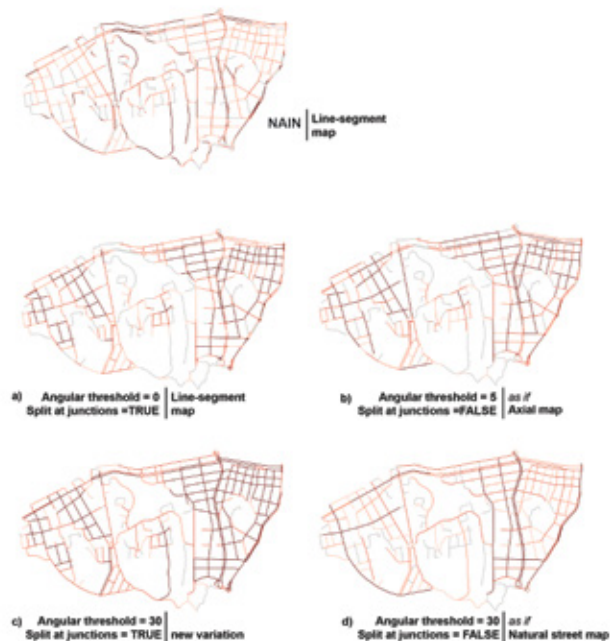 NAIN Line-segment
map
a) Angular threshold = 0 Line-segment
Split at junctions =TRUE map
b) Angular threshold = 5 as if
Split at junctions =FALSE Axial map
c) Angular threshold = 30
Split at junctions = TRUE new variation
d) Angular threshold = 30 as if
Split at junctions = FALSE Natural street map